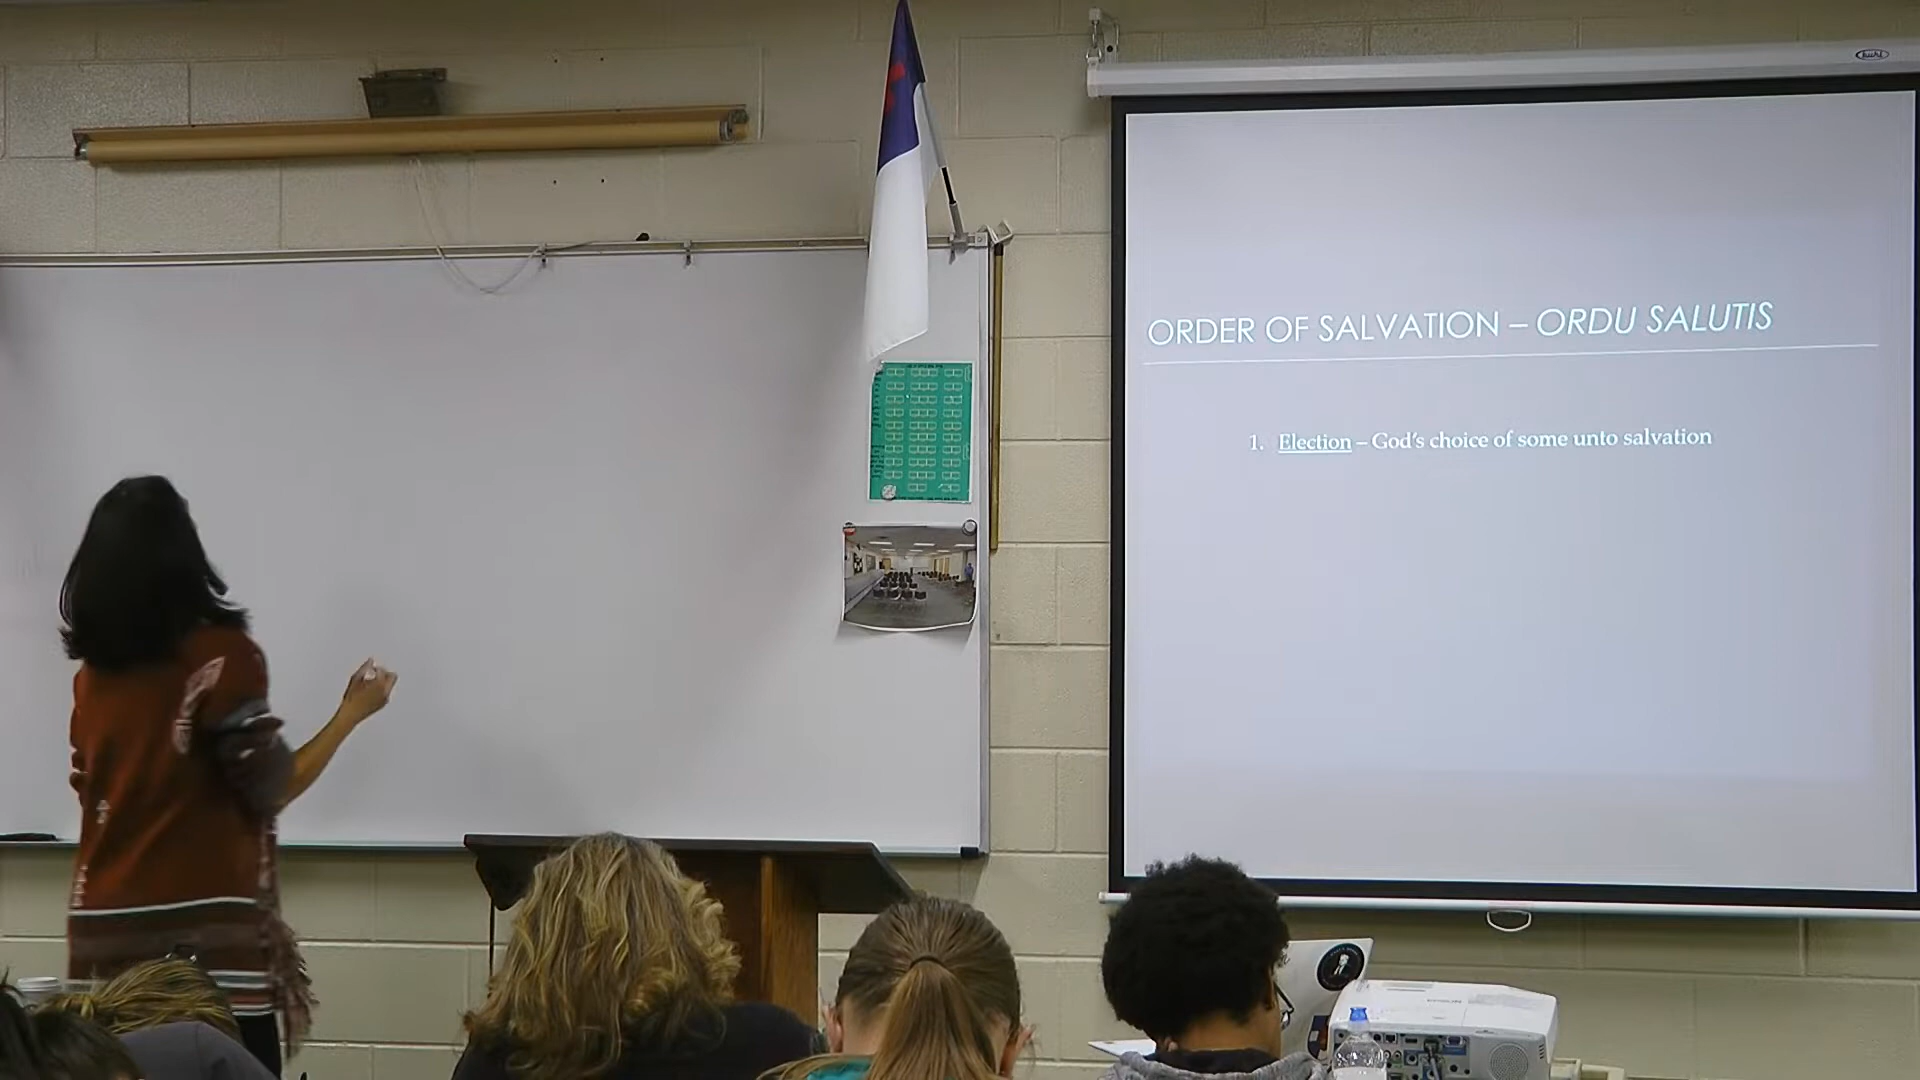 ORDER OF SALVATION – ORDU SALUTIS
1. Election – God's choice of some unto salvation